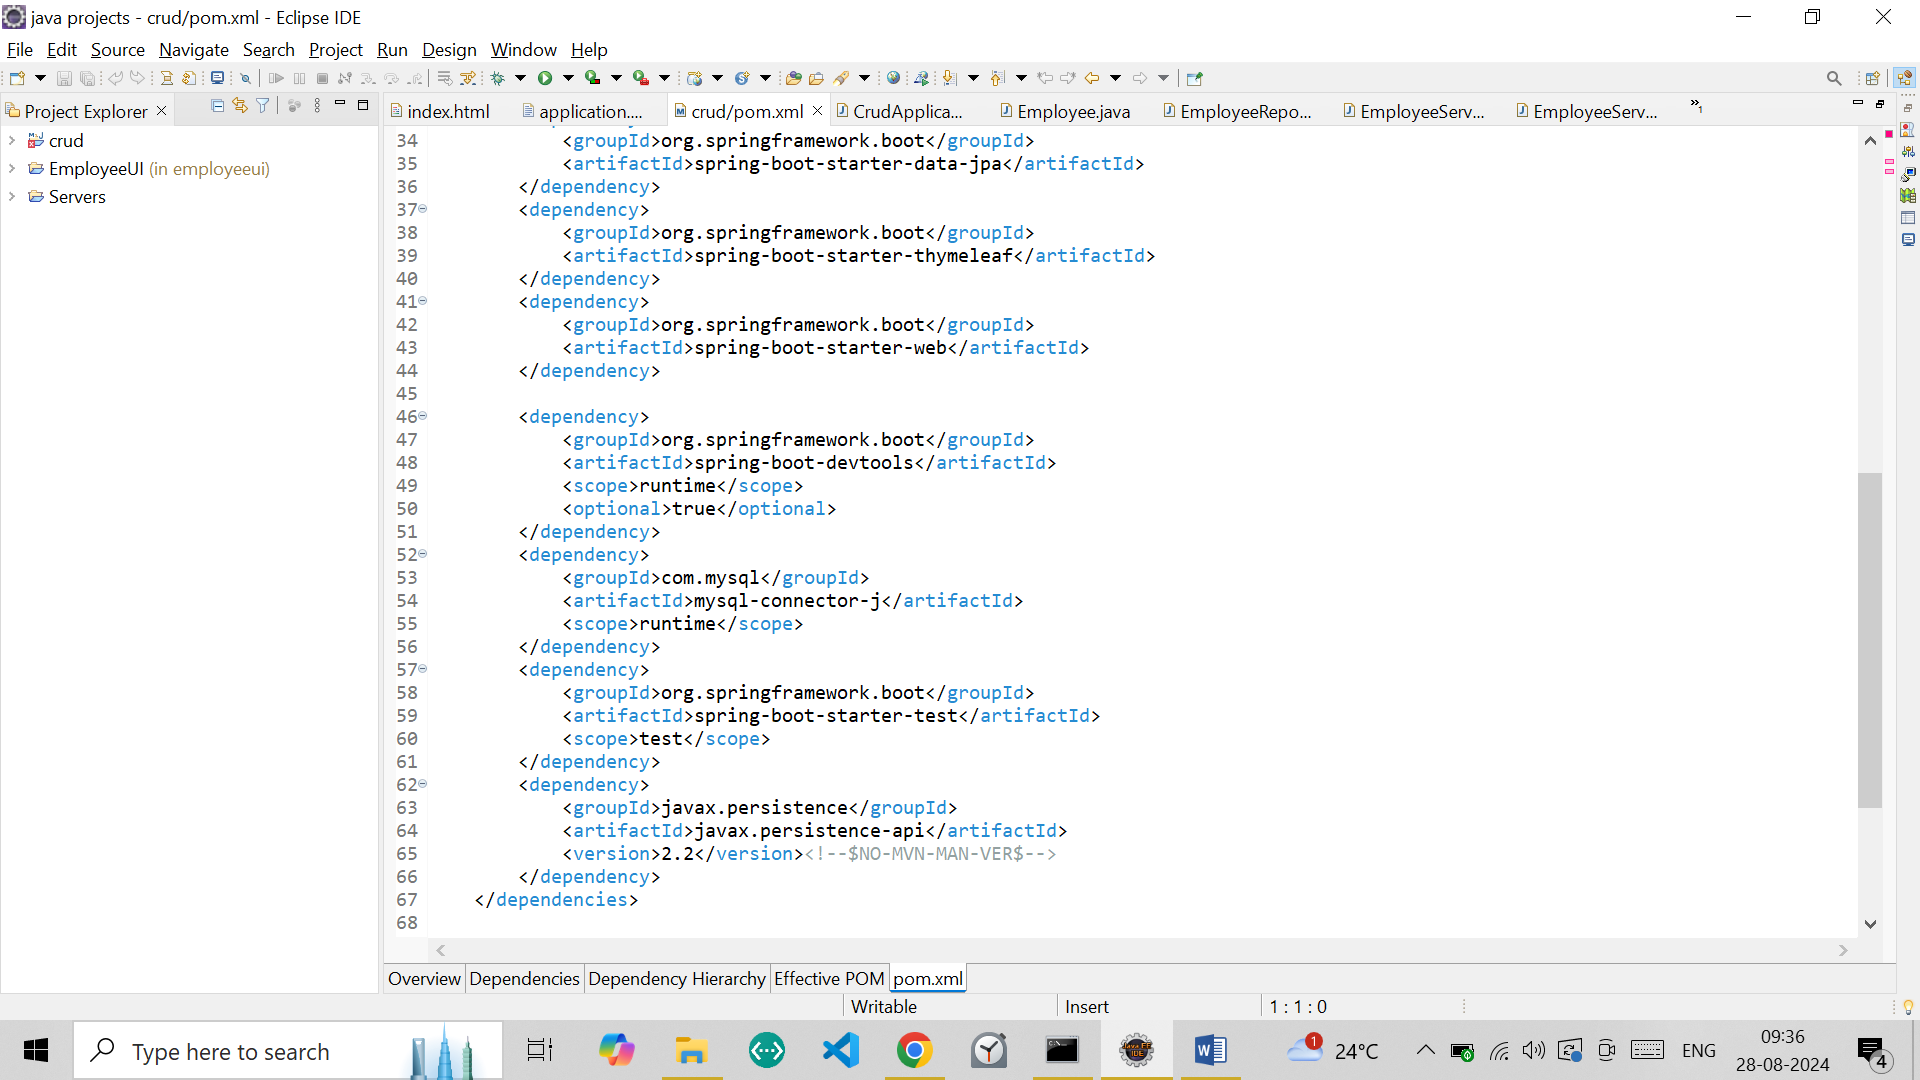 java projects - crud/pom.xml - Eclipse IDE
File Edit Source Navigate Search Project Run Design Window Help
Project Explorer
index.html application.... crud/pom.xml CrudApplica... Employee.java EmployeeRepo... EmployeeServ... EmployeeServ... »1
crud
EmployeeUI (in employeeui)
Servers
34 <groupId>org.springframework.boot</groupId>
35 <artifactId>spring-boot-starter-data-jpa</artifactId>
36 </dependency>
37 <dependency>
38 <groupId>org.springframework.boot</groupId>
39 <artifactId>spring-boot-starter-thymeleaf</artifactId>
40 </dependency>
41 <dependency>
42 <groupId>org.springframework.boot</groupId>
43 <artifactId>spring-boot-starter-web</artifactId>
44 </dependency>
45
46 <dependency>
47 <groupId>org.springframework.boot</groupId>
48 <artifactId>spring-boot-devtools</artifactId>
49 <scope>runtime</scope>
50 <optional>true</optional>
51 </dependency>
52 <dependency>
53 <groupId>com.mysql</groupId>
54 <artifactId>mysql-connector-j</artifactId>
55 <scope>runtime</scope>
56 </dependency>
57 <dependency>
58 <groupId>org.springframework.boot</groupId>
59 <artifactId>spring-boot-starter-test</artifactId>
60 <scope>test</scope>
61 </dependency>
62 <dependency>
63 <groupId>javax.persistence</groupId>
64 <artifactId>javax.persistence-api</artifactId>
65 <version>2.2</version><!--$NO-MVN-MAN-VER$-->
66 </dependency>
67 </dependencies>
68
Overview Dependencies Dependency Hierarchy Effective POM pom.xml
Writable Insert 1 : 1 : 0
Type here to search
1 24°C ENG
09:36
28-08-2024
4